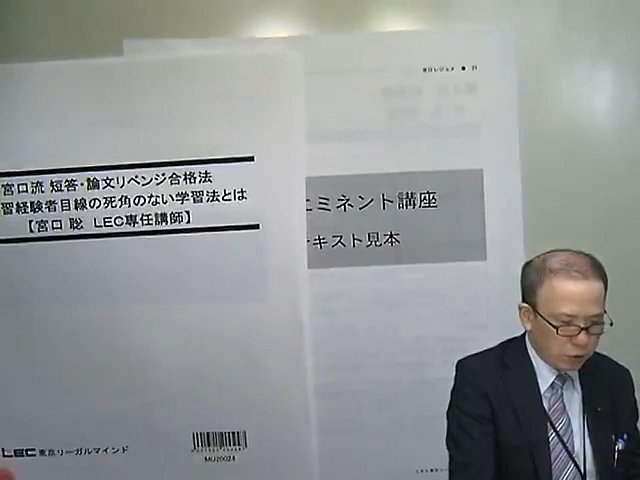 宮口流 短答・論文リベンジ合格法
習経験者目線の死角のない学習法とは
【宮口 聡 LEC専任講師】
LEC東京リーガルマインド
MU20024
エミネント講座
キスト見本